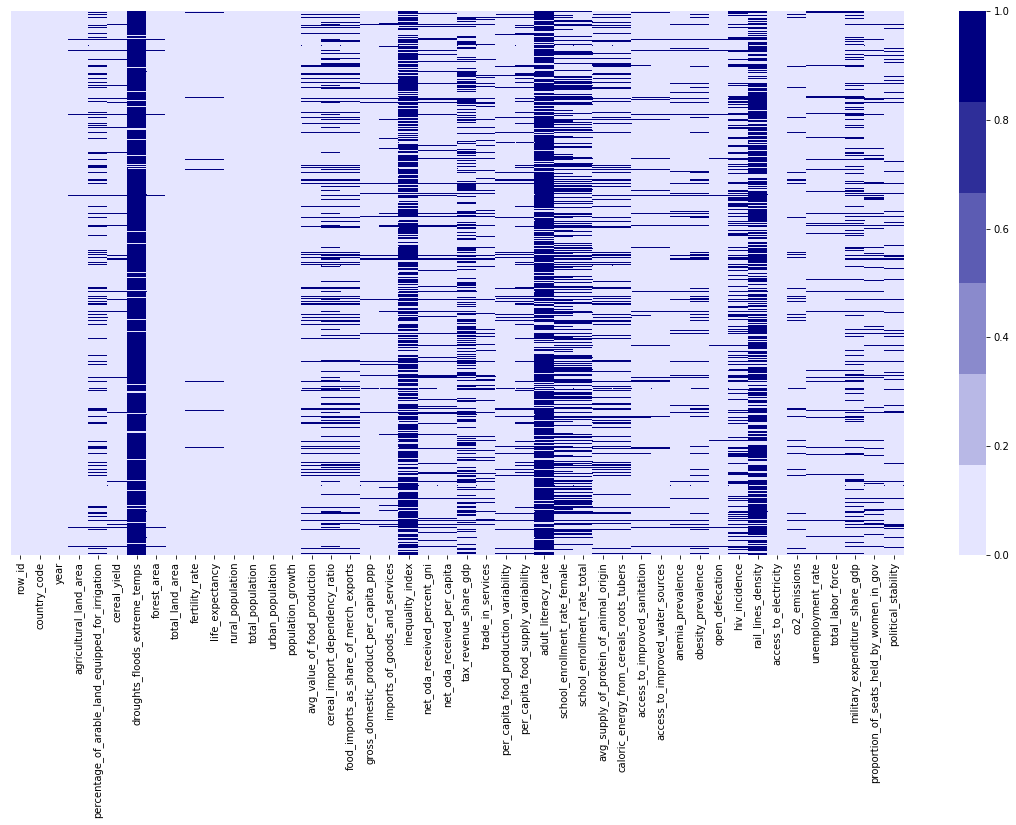 1.0
0.8
0.6
0.4
0.2
0.0
row_id
country_code
year
agricultural_land_area
percentage_of_arable_land_equipped_for_irrigation
cereal_yield
droughts_floods_extreme_temps
forest_area
total_land_area
fertility_rate
life_expectancy
rural_population
total_population
urban_population
population_growth
avg_value_of_food_production
cereal_import_dependency_ratio
food_imports_as_share_of_merch_exports
gross_domestic_product_per_capita_ppp
imports_of_goods_and_services
inequality_index
net_oda_received_percent_gni
net_oda_received_per_capita
tax_revenue_share_gdp
trade_in_services
per_capita_food_production_variability
per_capita_food_supply_variability
adult_literacy_rate
school_enrollment_rate_female
school_enrollment_rate_total
avg_supply_of_protein_of_animal_origin
caloric_energy_from_cereals_roots_tubers
access_to_improved_sanitation
access_to_improved_water_sources
anemia_prevalence
obesity_prevalence
open_defecation
hiv_incidence
rail_lines_density
access_to_electricity
co2_emissions
unemployment_rate
total_labor_force
military_expenditure_share_gdp
proportion_of_seats_held_by_women_in_gov
political_stability